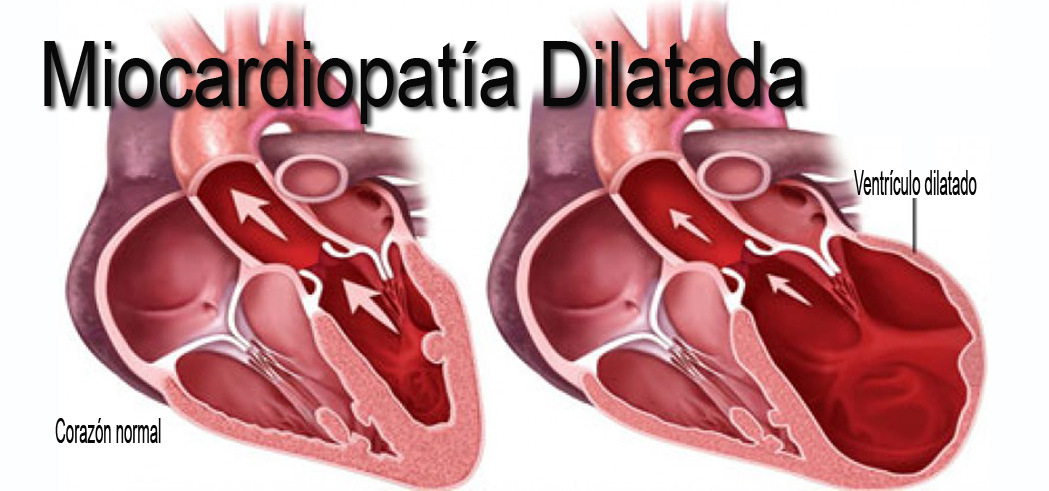 Miocardiopatía Dilatada
Ventrículo dilatado
Corazón normal